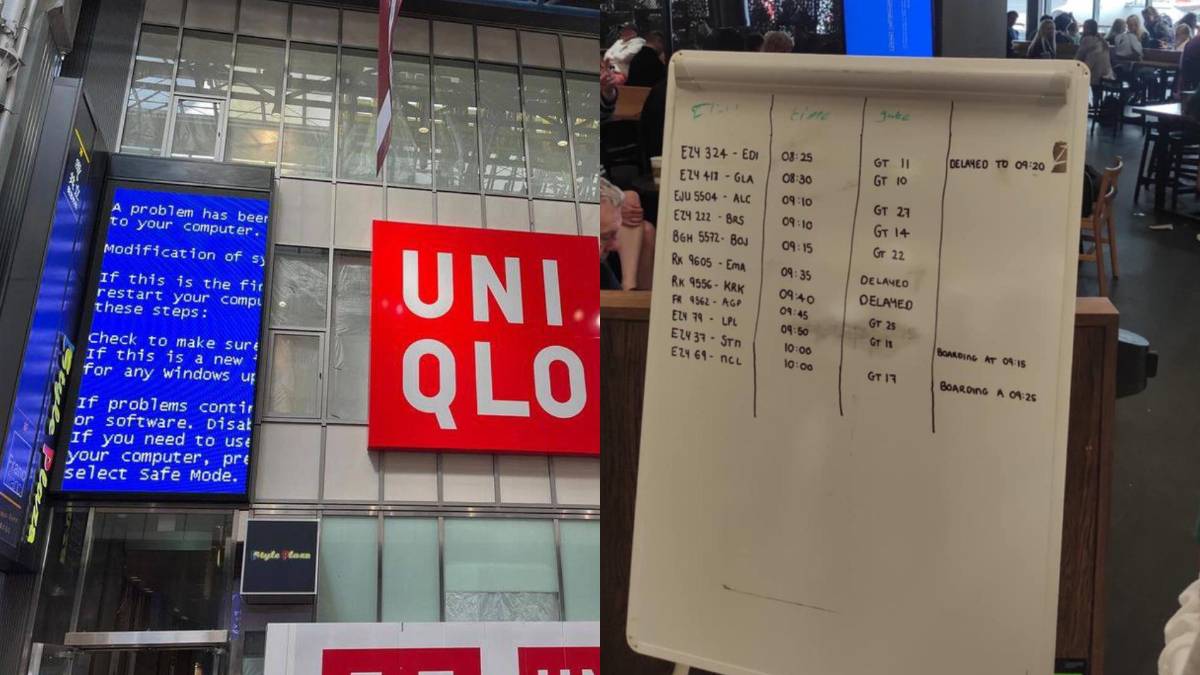 A problem has been
to your computer.
Modification of sy
If this is the fir
restart your compu
these steps:
Check to make sure
If this is a new
for any windows up
If problems contin
or software. Disab
If you need to use
your computer, pre
select Safe Mode.
Style Plaza
Style Plaza
UNI
QLO
time gate
EZY 324 - EDI 08:25 GT 11 DELAYED TO 09:20
EZY 418 - GLA 08:30 GT 10
EJU 5504 - ALC 09:10 GT 27
EZY 222 - BRS 09:10 GT 14
BGH 5572 - BOJ 09:15 GT 22
RK 9605 - EMA 09:35 DELAYED
RK 9556 - KRK 09:40 DELAYED
FR 9562 - AGP 09:45 GT 25
EZY 79 - LPL 09:50 GT 18
EZY 37 - STN 10:00 BOARDING AT 09:15
EZY 69 - NCL 10:00 GT 17 BOARDING A 09:25